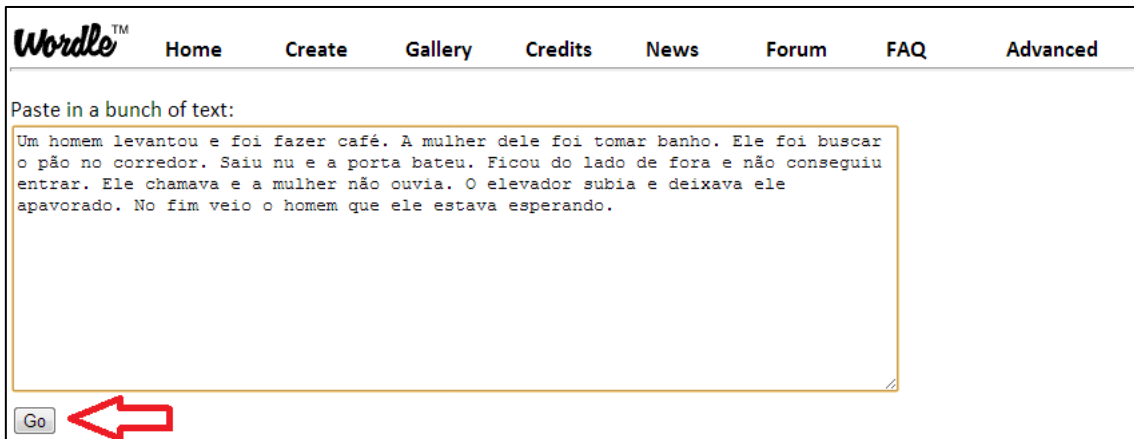 Wordle™ Home Create Gallery Credits News Forum FAQ Advanced
Paste in a bunch of text:
Um homem levantou e foi fazer café. A mulher dele foi tomar banho. Ele foi buscar
o pão no corredor. Saiu nu e a porta bateu. Ficou do lado de fora e não conseguiu
entrar. Ele chamava e a mulher não ouvia. O elevador subia e deixava ele
apavorado. No fim veio o homem que ele estava esperando.
Go